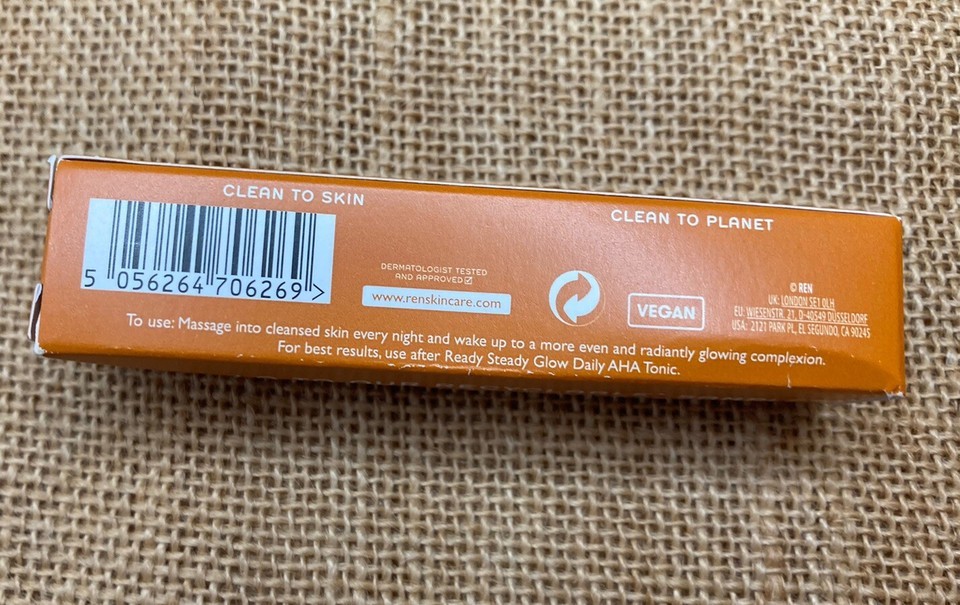 CLEAN TO SKIN
CLEAN TO PLANET
5 056264 706269 >
DERMATOLOGIST TESTED
AND APPROVED
www.renskincare.com
VEGAN
© REN
UK: LONDON SE1 0LH
EU: WIESENSTR. 21, D-40549 DUSSELDORF
USA: 2121 PARK PL, EL SEGUNDO, CA 90245
To use: Massage into cleansed skin every night and wake up to a more even and radiantly glowing complexion.
For best results, use after Ready Steady Glow Daily AHA Tonic.